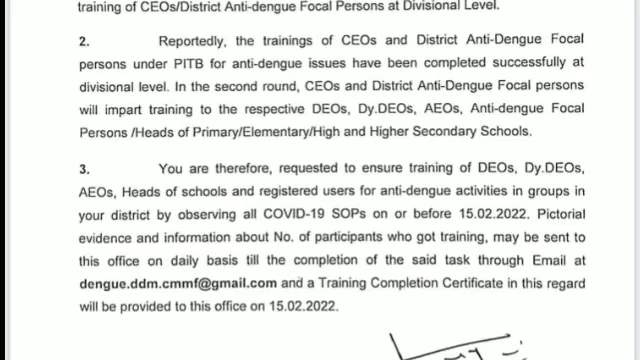 training of CEOs/District Anti-dengue Focal Persons at Divisional Level.
2. Reportedly, the trainings of CEOs and District Anti-Dengue Focal
persons under PITB for anti-dengue issues have been completed successfully at
divisional level. In the second round, CEOs and District Anti-Dengue Focal persons
will impart training to the respective DEOs, Dy.DEOs, AEOs, Anti-dengue Focal
Persons /Heads of Primary/Elementary/High and Higher Secondary Schools.
3. You are therefore, requested to ensure training of DEOs, Dy.DEOs,
AEOs, Heads of schools and registered users for anti-dengue activities in groups in
your district by observing all COVID-19 SOPs on or before 15.02.2022. Pictorial
evidence and information about No. of participants who got training, may be sent to
this office on daily basis till the completion of the said task through Email at
dengue.ddm.cmmf@gmail.com and a Training Completion Certificate in this regard
will be provided to this office on 15.02.2022.